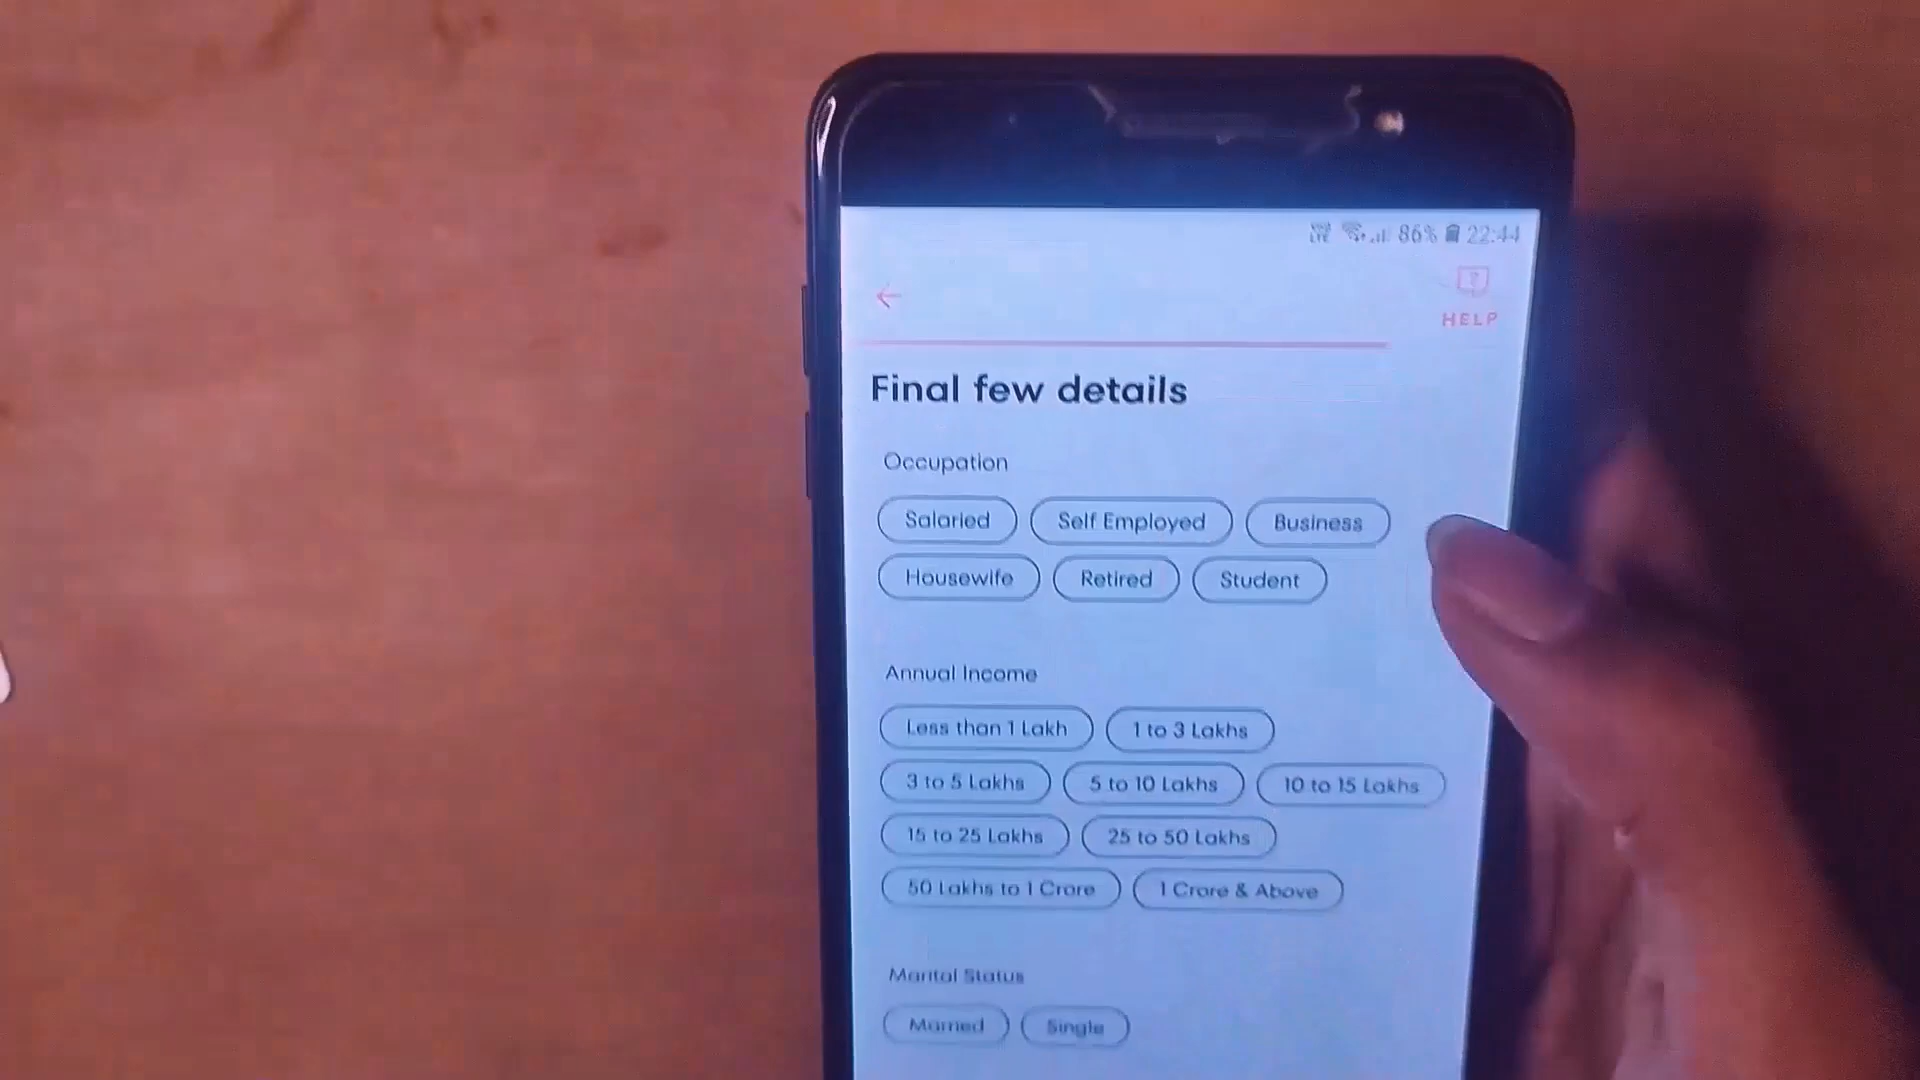 86% 22:44
HELP
Final few details
Occupation
Salaried Self Employed Business
Housewife Retired Student
Annual Income
Less than 1 Lakh 1 to 3 Lakhs
3 to 5 Lakhs 5 to 10 Lakhs 10 to 15 Lakhs
15 to 25 Lakhs 25 to 50 Lakhs
50 Lakhs to 1 Crore 1 Crore & Above
Marital Status
Married Single